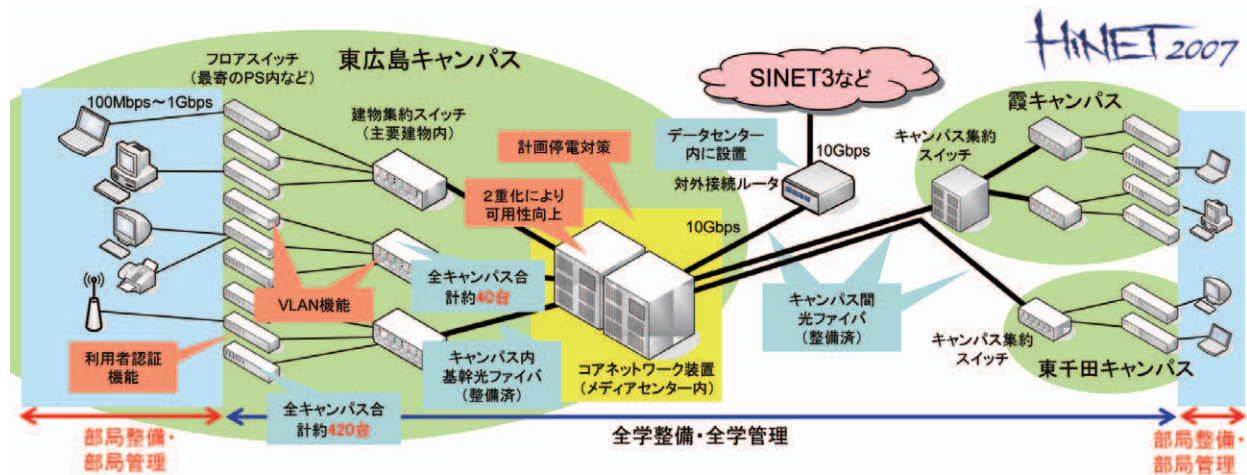 HiNET 2007
東広島キャンパス
フロアスイッチ
(最寄のPS内など)
100Mbps～1Gbps
建物集約スイッチ
(主要建物内)
計画停電対策
2重化により
可用性向上
SINET3など
データセンター
内に設置
10Gbps
対外接続ルータ
10Gbps
霞キャンパス
キャンパス集約
スイッチ
VLAN機能
全キャンパス合
計約40台
利用者認証
機能
キャンパス内
基幹光ファイバ
(整備済)
コアネットワーク装置
(メディアセンター内)
キャンパス間
光ファイバ
(整備済)
キャンパス集約
スイッチ
東千田キャンパス
全キャンパス合
計約420台
部局整備・
部局管理
全学整備・全学管理
部局整備・
部局管理